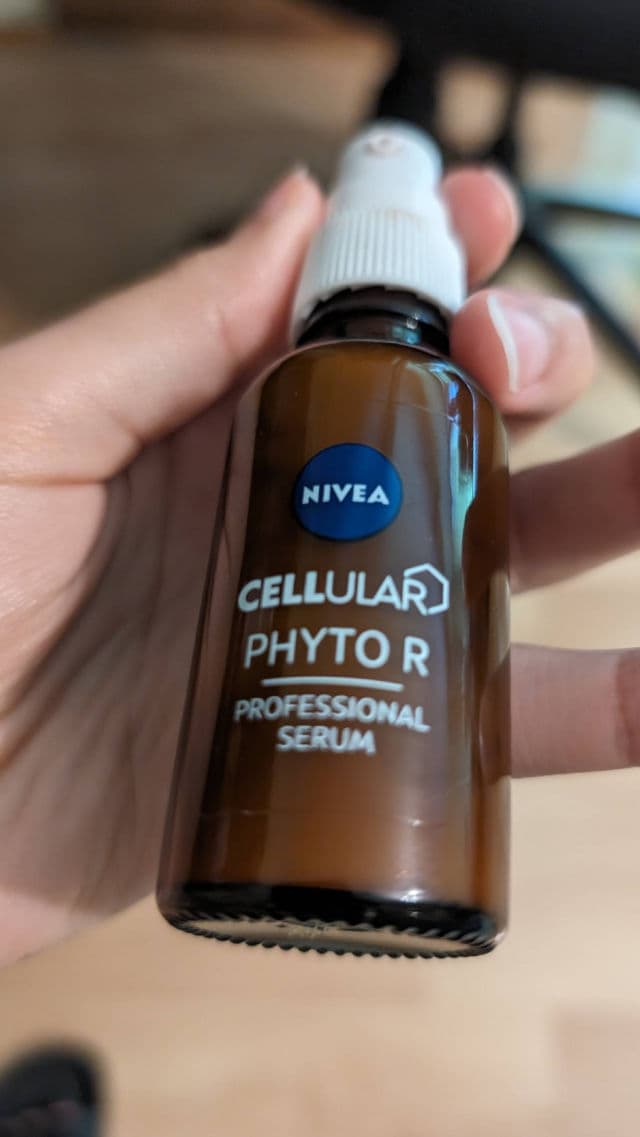 NIVEA
CELLULAR
PHYTO R
PROFESSIONAL
SERUM